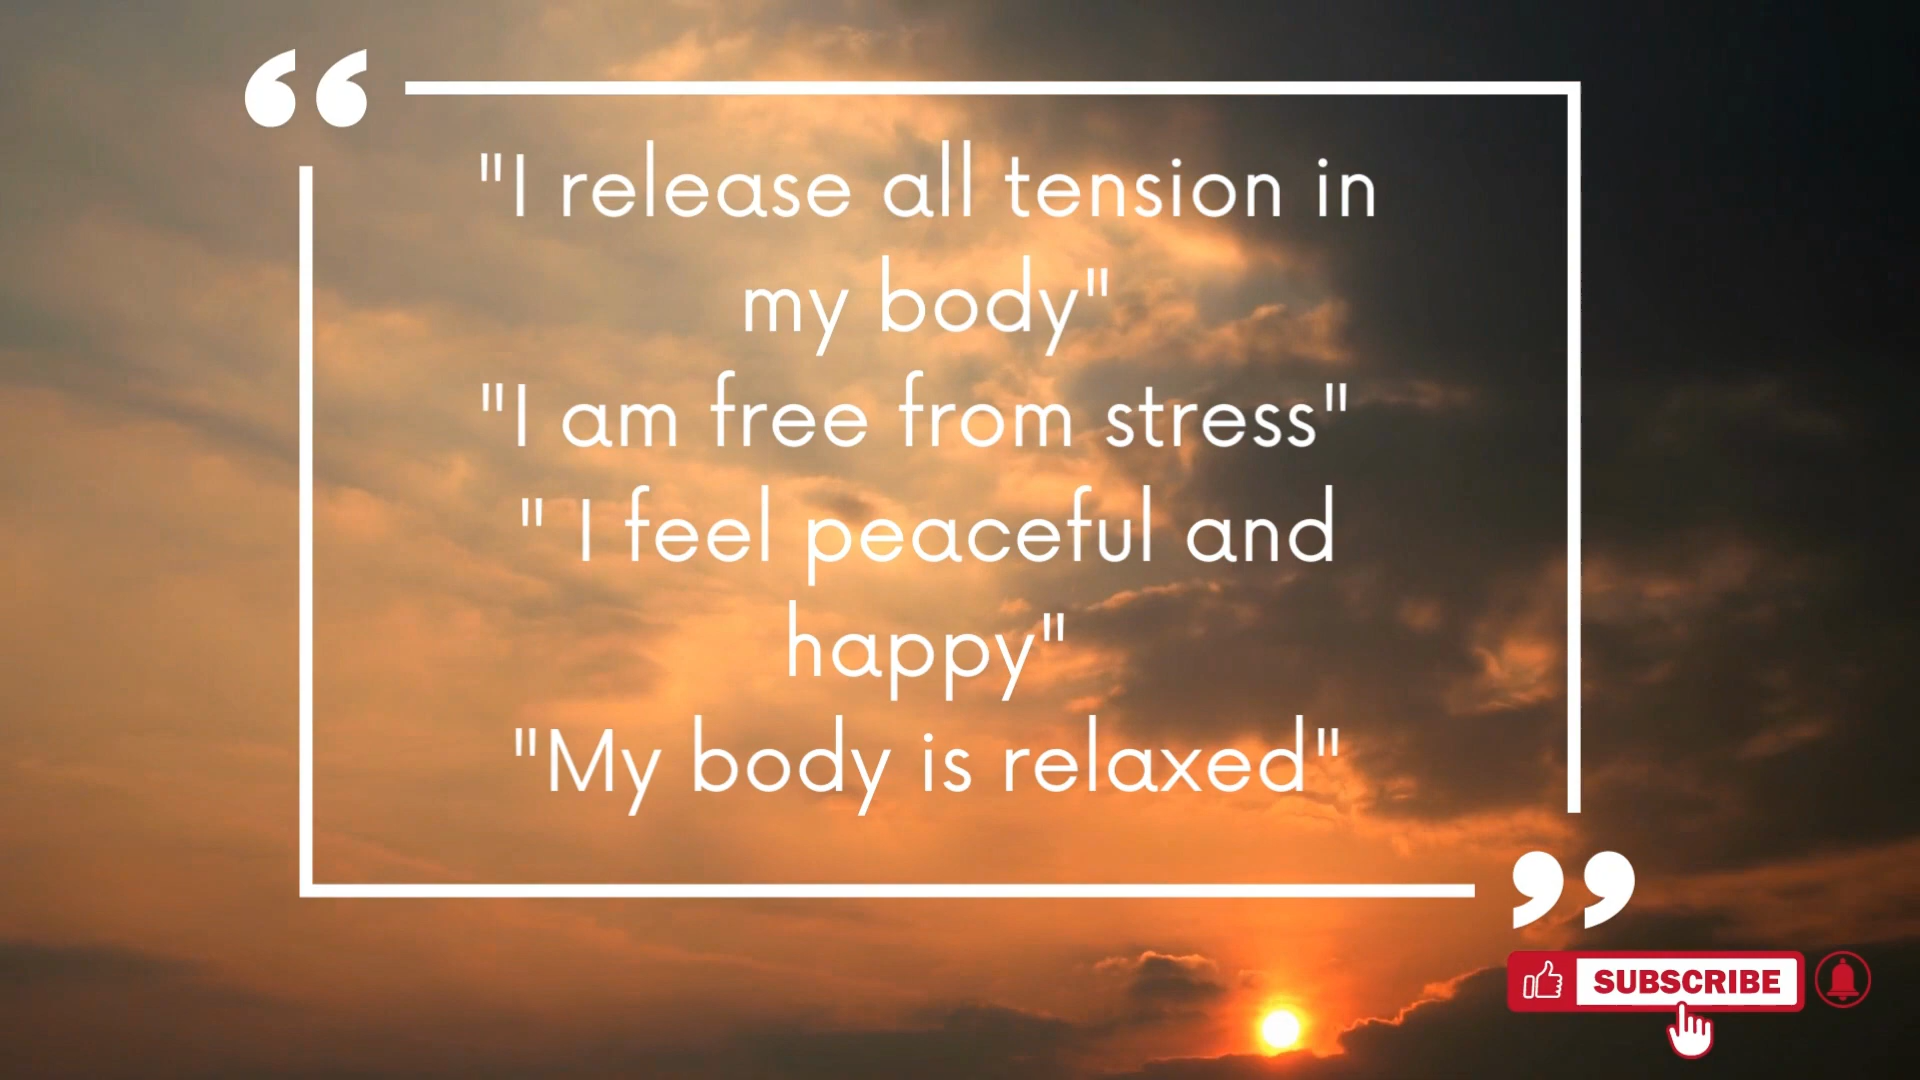 "I release all tension in
my body"
"I am free from stress"
" I feel peaceful and
happy"
"My body is relaxed"
SUBSCRIBE